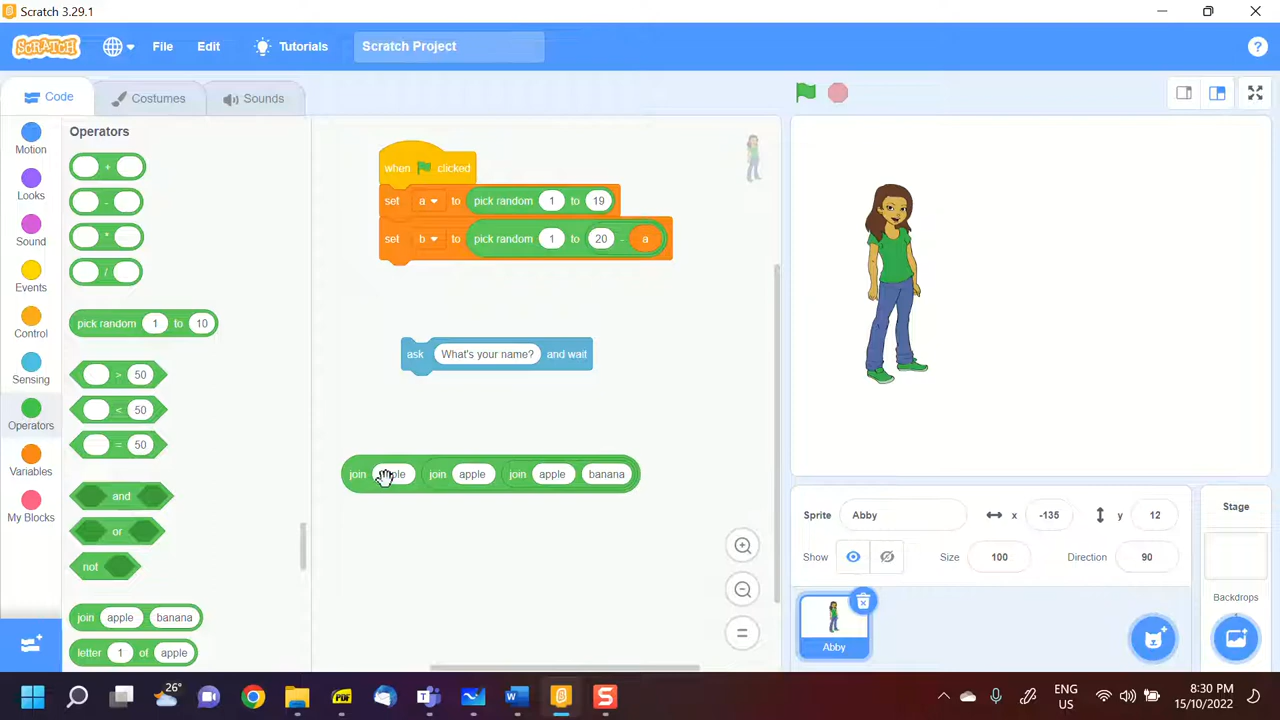 Scratch 3.29.1
SCRATCH File Edit Tutorials Scratch Project ?
Code Costumes Sounds
Motion
Looks
Sound
Events
Control
Sensing
Operators
Variables
My Blocks
Operators
+
-
*
/
pick random 1 to 10
> 50
< 50
= 50
and
or
not
join apple banana
letter 1 of apple
when clicked
set a to pick random 1 to 19
set b to pick random 1 to 20 - a
ask What's your name? and wait
join join apple join apple banana
Sprite Abby x -135 y 12
Show Size 100 Direction 90
Abby
Stage
Backdrops
26°
PDF
ENG
US
8:30 PM
15/10/2022